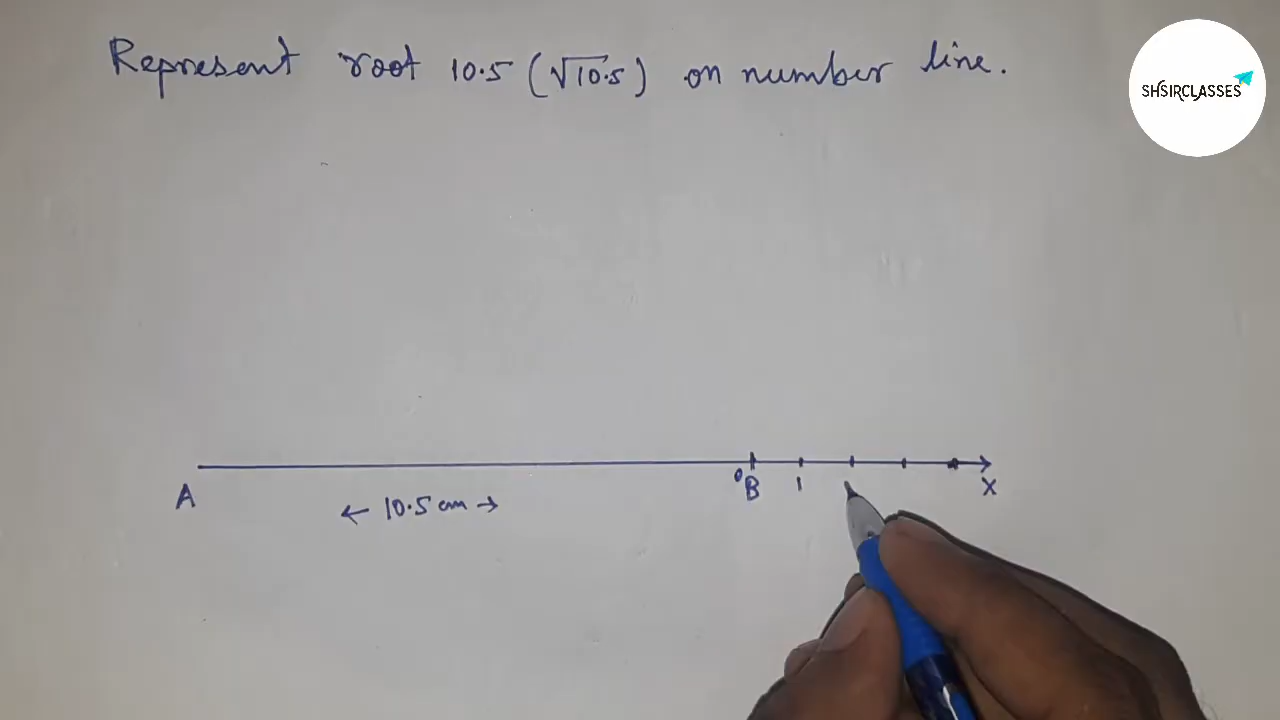 Represent root 10.5 (√10.5) on number line.
SHSIRCLASSES
A ← 10.5 cm → 0 B 1 X